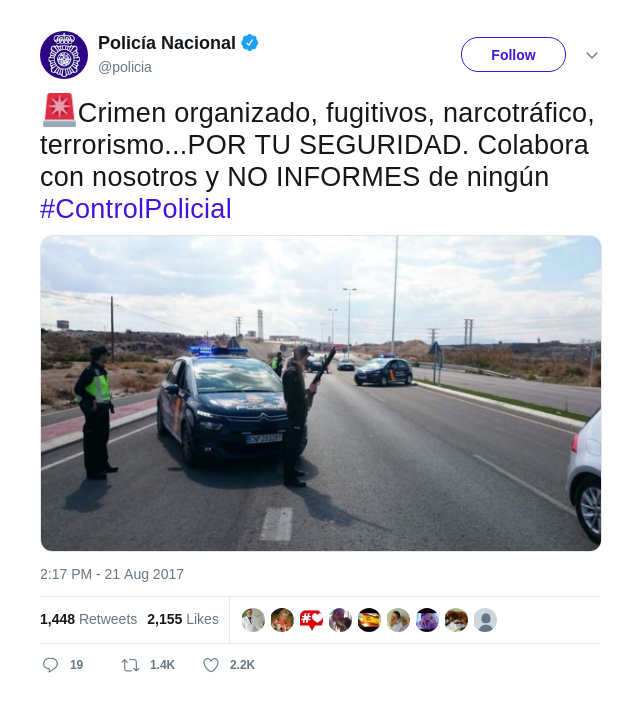 Policía Nacional
@policia
Follow
Crimen organizado, fugitivos, narcotráfico,
terrorismo...POR TU SEGURIDAD. Colabora
con nosotros y NO INFORMES de ningún
#ControlPolicial
2:17 PM - 21 Aug 2017
1,448 Retweets 2,155 Likes
19 1.4K 2.2K